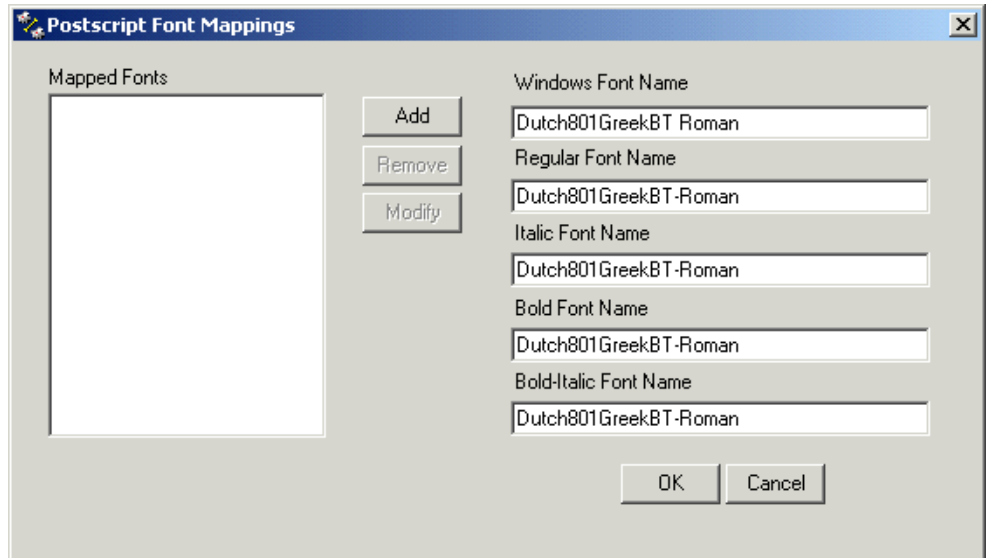 Postscript Font Mappings
Mapped Fonts
Add
Remove
Modify
Windows Font Name
Dutch801GreekBT Roman
Regular Font Name
Dutch801GreekBT-Roman
Italic Font Name
Dutch801GreekBT-Roman
Bold Font Name
Dutch801GreekBT-Roman
Bold-Italic Font Name
Dutch801GreekBT-Roman
OK
Cancel